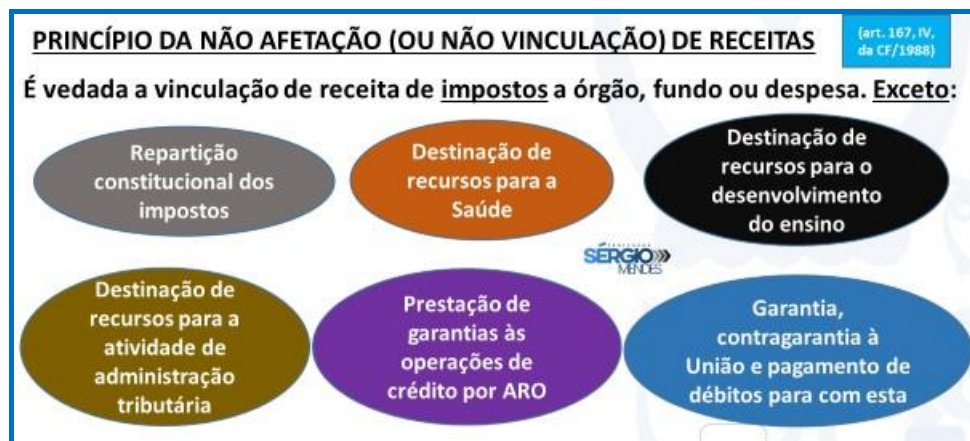 PRINCÍPIO DA NÃO AFETAÇÃO (OU NÃO VINCULAÇÃO) DE RECEITAS
(art. 167, IV,
da CF/1988)
É vedada a vinculação de receita de impostos a órgão, fundo ou despesa. Exceto:
Repartição
constitucional dos
impostos
Destinação de
recursos para a
Saúde
Destinação de
recursos para o
desenvolvimento
do ensino
SÉRGIO
MENDES
Destinação de
recursos para a
atividade de
administração
tributária
Prestação de
garantias às
operações de
crédito por ARO
Garantia,
contragarantia à
União e pagamento de
débitos para com esta